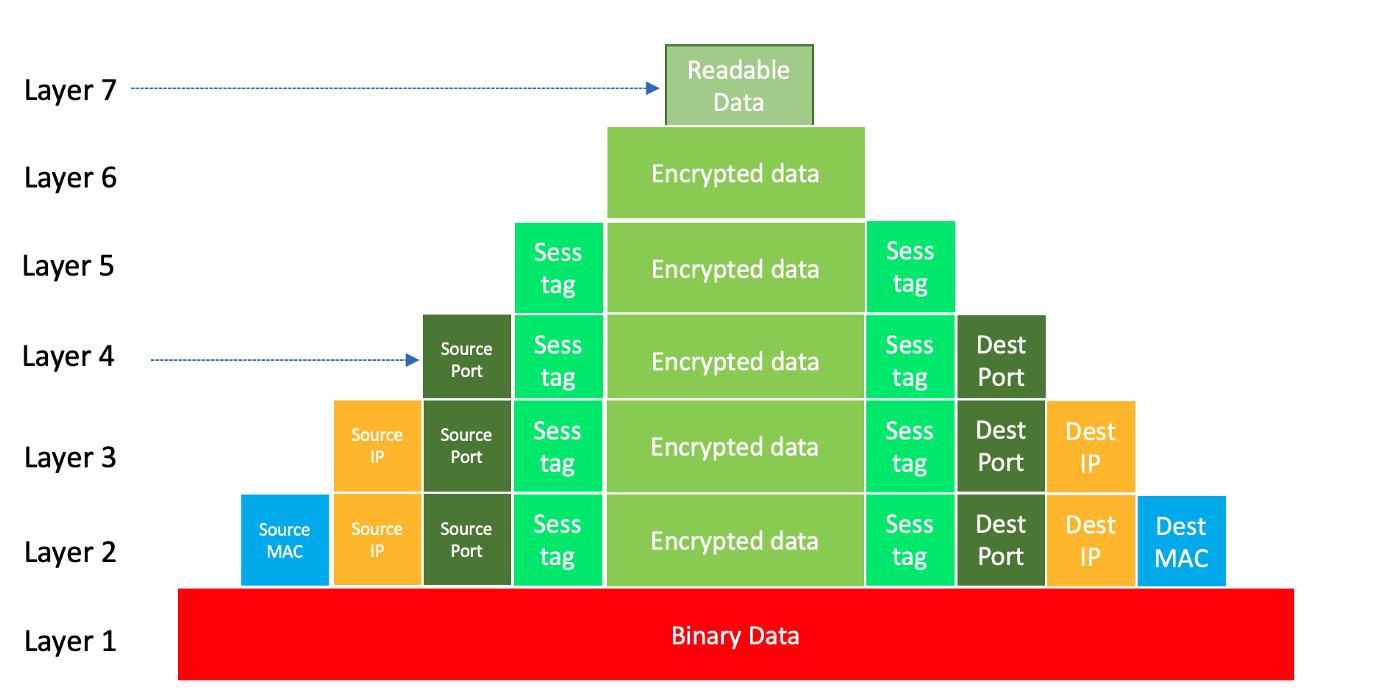 Layer 7
Readable
Data
Layer 6
Encrypted data
Layer 5
Sess
tag
Encrypted data
Sess
tag
Layer 4
Source
Port
Sess
tag
Encrypted data
Sess
tag
Dest
Port
Layer 3
Source
IP
Source
Port
Sess
tag
Encrypted data
Sess
tag
Dest
Port
Dest
IP
Layer 2
Source
MAC
Source
IP
Source
Port
Sess
tag
Encrypted data
Sess
tag
Dest
Port
Dest
IP
Dest
MAC
Layer 1
Binary Data